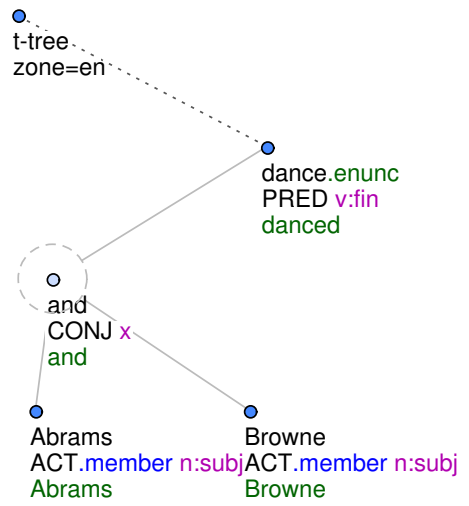 t-tree
zone=en
dance.enunc
PRED v:fin
danced
and
CONJ x
and
Abrams
ACT.member n:subj
Abrams
Browne
ACT.member n:subj
Browne